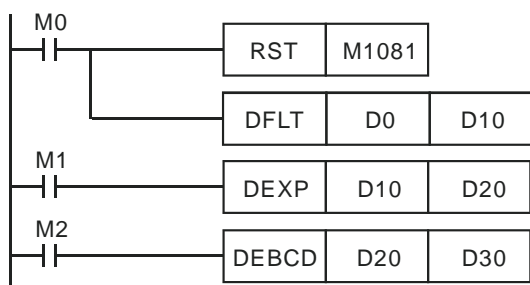 M0
RST M1081
DFLT D0 D10
M1
DEXP D10 D20
M2
DEBCD D20 D30